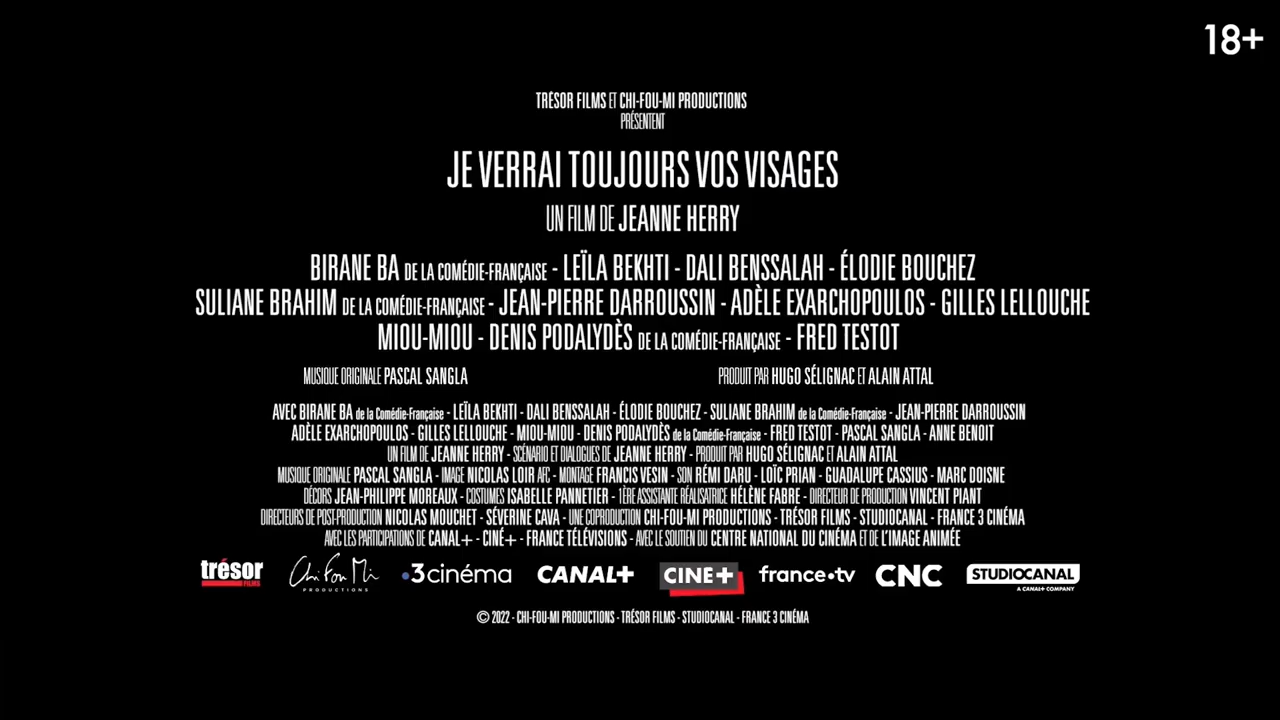 18+
TRÉSOR FILMS ET CHI-FOU-MI PRODUCTIONS
PRÉSENTENT
JE VERRAI TOUJOURS VOS VISAGES
UN FILM DE JEANNE HERRY
BIRANE BA DE LA COMÉDIE-FRANÇAISE - LEÏLA BEKHTI - DALI BENSSALAH - ÉLODIE BOUCHEZ
SULIANE BRAHIM DE LA COMÉDIE-FRANÇAISE - JEAN-PIERRE DARROUSSIN - ADÈLE EXARCHOPOULOS - GILLES LELLOUCHE
MIOU-MIOU - DENIS PODALYDÈS DE LA COMÉDIE-FRANÇAISE - FRED TESTOT
MUSIQUE ORIGINALE PASCAL SANGLA PRODUIT PAR HUGO SÉLIGNAC ET ALAIN ATTAL
AVEC BIRANE BA de la Comédie-Française - LEÏLA BEKHTI - DALI BENSSALAH - ÉLODIE BOUCHEZ - SULIANE BRAHIM de la Comédie-Française - JEAN-PIERRE DARROUSSIN
ADÈLE EXARCHOPOULOS - GILLES LELLOUCHE - MIOU-MIOU - DENIS PODALYDÈS de la Comédie-Française - FRED TESTOT - PASCAL SANGLA - ANNE BENOIT
UN FILM DE JEANNE HERRY - SCÉNARIO ET DIALOGUES DE JEANNE HERRY - PRODUIT PAR HUGO SÉLIGNAC ET ALAIN ATTAL
MUSIQUE ORIGINALE PASCAL SANGLA - IMAGE NICOLAS LOIR AFC - MONTAGE FRANCIS VESIN - SON RÉMI DARU - LOÏC PRIAN - GUADALUPE CASSIUS - MARC DOISNE
DÉCORS JEAN-PHILIPPE MOREAUX - COSTUMES ISABELLE PANNETIER - 1ÈRE ASSISTANTE RÉALISATRICE HÉLÈNE FABRE - DIRECTEUR DE PRODUCTION VINCENT PIANT
DIRECTEURS DE POST-PRODUCTION NICOLAS MOUCHET - SÉVERINE CAVA - UNE COPRODUCTION CHI-FOU-MI PRODUCTIONS - TRÉSOR FILMS - STUDIOCANAL - FRANCE 3 CINÉMA
AVEC LES PARTICIPATIONS DE CANAL+ - CINÉ+ - FRANCE TÉLÉVISIONS - AVEC LE SOUTIEN DU CENTRE NATIONAL DU CINÉMA ET DE L'IMAGE ANIMÉE
trésor FILMS Chi Fou Mi PRODUCTIONS •3cinéma CANAL+ CINE+ france•tv CNC STUDIOCANAL A CANAL+ COMPANY
© 2022 - CHI-FOU-MI PRODUCTIONS - TRÉSOR FILMS - STUDIOCANAL - FRANCE 3 CINÉMA